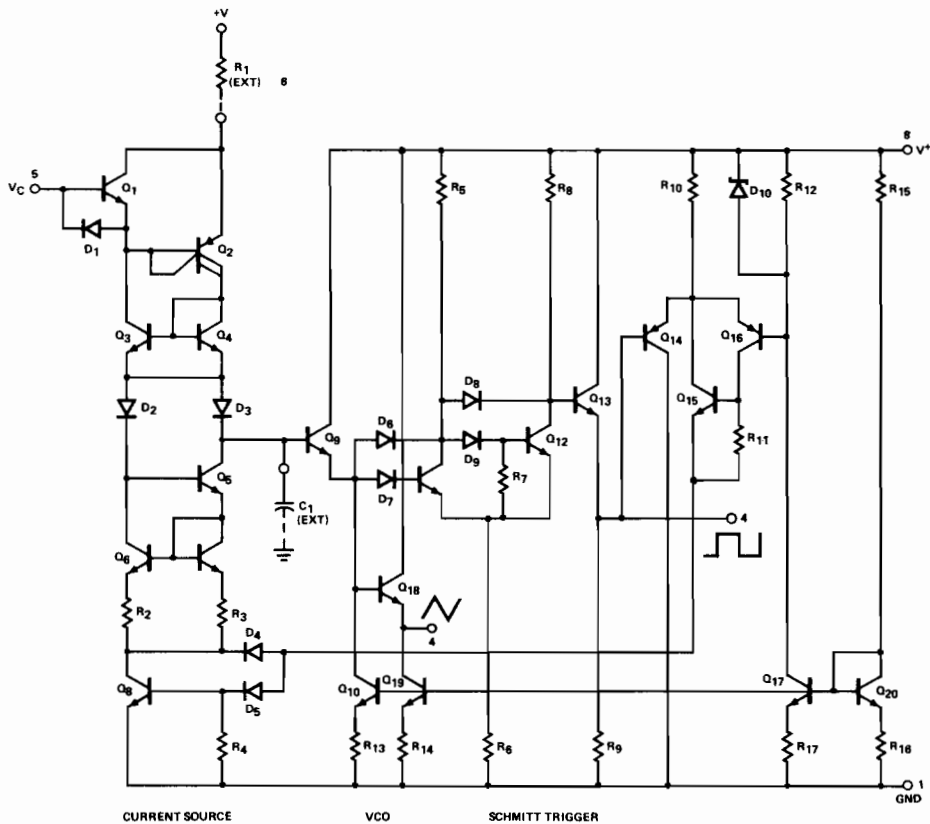 +V
R1
(EXT)
6
5
VC
Q1
D1
Q2
Q3
Q4
D2
D3
Q5
Q6
R2
R3
D4
Q8
D5
R4
C1
(EXT)
Q9
D6
D7
R5
D8
D9
R7
R8
Q12
Q13
Q18
4
Q10
Q19
R13
R14
R6
R9
R10
D10
R12
R15
8
V+
Q14
Q16
Q15
R11
4
Q17
Q20
R17
R16
1
GND
CURRENT SOURCE
VCO
SCHMITT TRIGGER